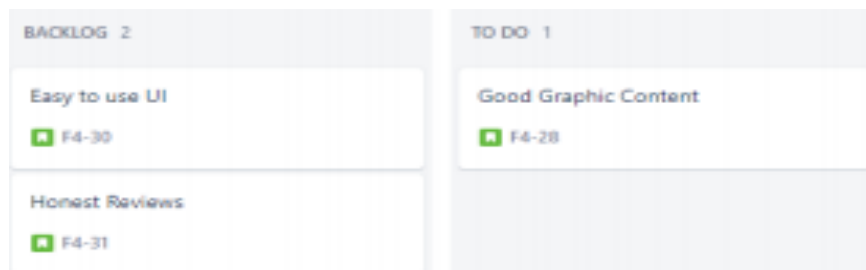 BACKLOG 2
Easy to use UI
F4-30
Honest Reviews
F4-31
TO DO 1
Good Graphic Content
F4-28